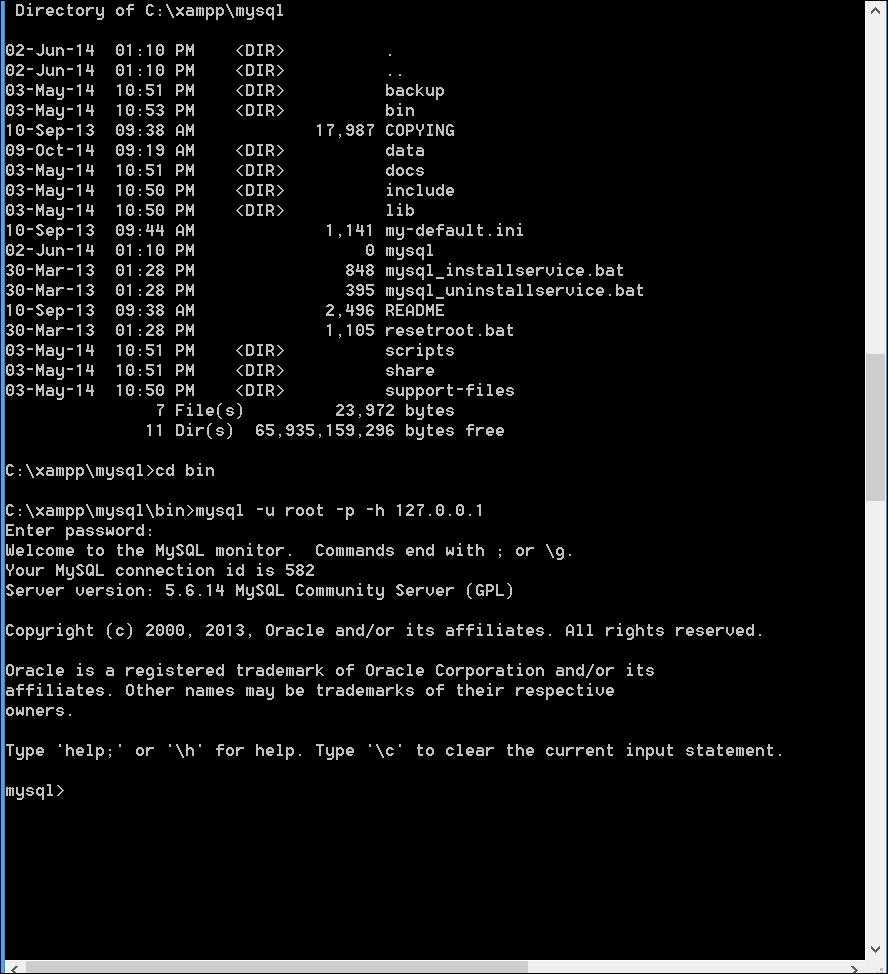 Directory of C:\xampp\mysql

02-Jun-14  01:10 PM    <DIR>          .
02-Jun-14  01:10 PM    <DIR>          ..
03-May-14  10:51 PM    <DIR>          backup
03-May-14  10:53 PM    <DIR>          bin
10-Sep-13  09:38 AM            17,987 COPYING
09-Oct-14  09:19 AM    <DIR>          data
03-May-14  10:51 PM    <DIR>          docs
03-May-14  10:50 PM    <DIR>          include
03-May-14  10:50 PM    <DIR>          lib
10-Sep-13  09:44 AM             1,141 my-default.ini
02-Jun-14  01:10 PM                 0 mysql
30-Mar-13  01:28 PM               848 mysql_installservice.bat
30-Mar-13  01:28 PM               395 mysql_uninstallservice.bat
10-Sep-13  09:38 AM             2,496 README
30-Mar-13  01:28 PM             1,105 resetroot.bat
03-May-14  10:51 PM    <DIR>          scripts
03-May-14  10:51 PM    <DIR>          share
03-May-14  10:50 PM    <DIR>          support-files
               7 File(s)         23,972 bytes
              11 Dir(s)  65,935,159,296 bytes free

C:\xampp\mysql>cd bin

C:\xampp\mysql\bin>mysql -u root -p -h 127.0.0.1
Enter password:
Welcome to the MySQL monitor.  Commands end with ; or \g.
Your MySQL connection id is 582
Server version: 5.6.14 MySQL Community Server (GPL)

Copyright (c) 2000, 2013, Oracle and/or its affiliates. All rights reserved.

Oracle is a registered trademark of Oracle Corporation and/or its
affiliates. Other names may be trademarks of their respective
owners.

Type 'help;' or '\h' for help. Type '\c' to clear the current input statement.

mysql>